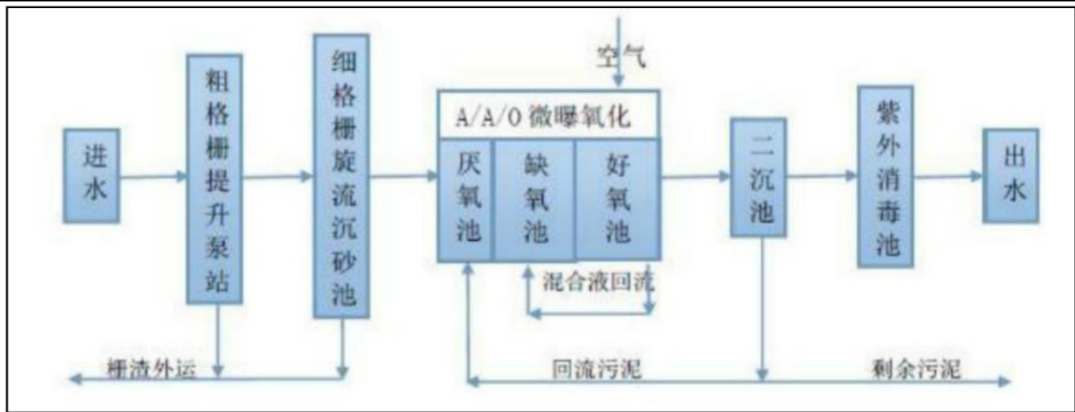 进水
粗格栅提升泵站
细格栅旋流沉砂池
空气
A/A/O 微曝氧化
厌氧池
缺氧池
好氧池
混合液回流
二沉池
紫外消毒池
出水
栅渣外运
回流污泥
剩余污泥